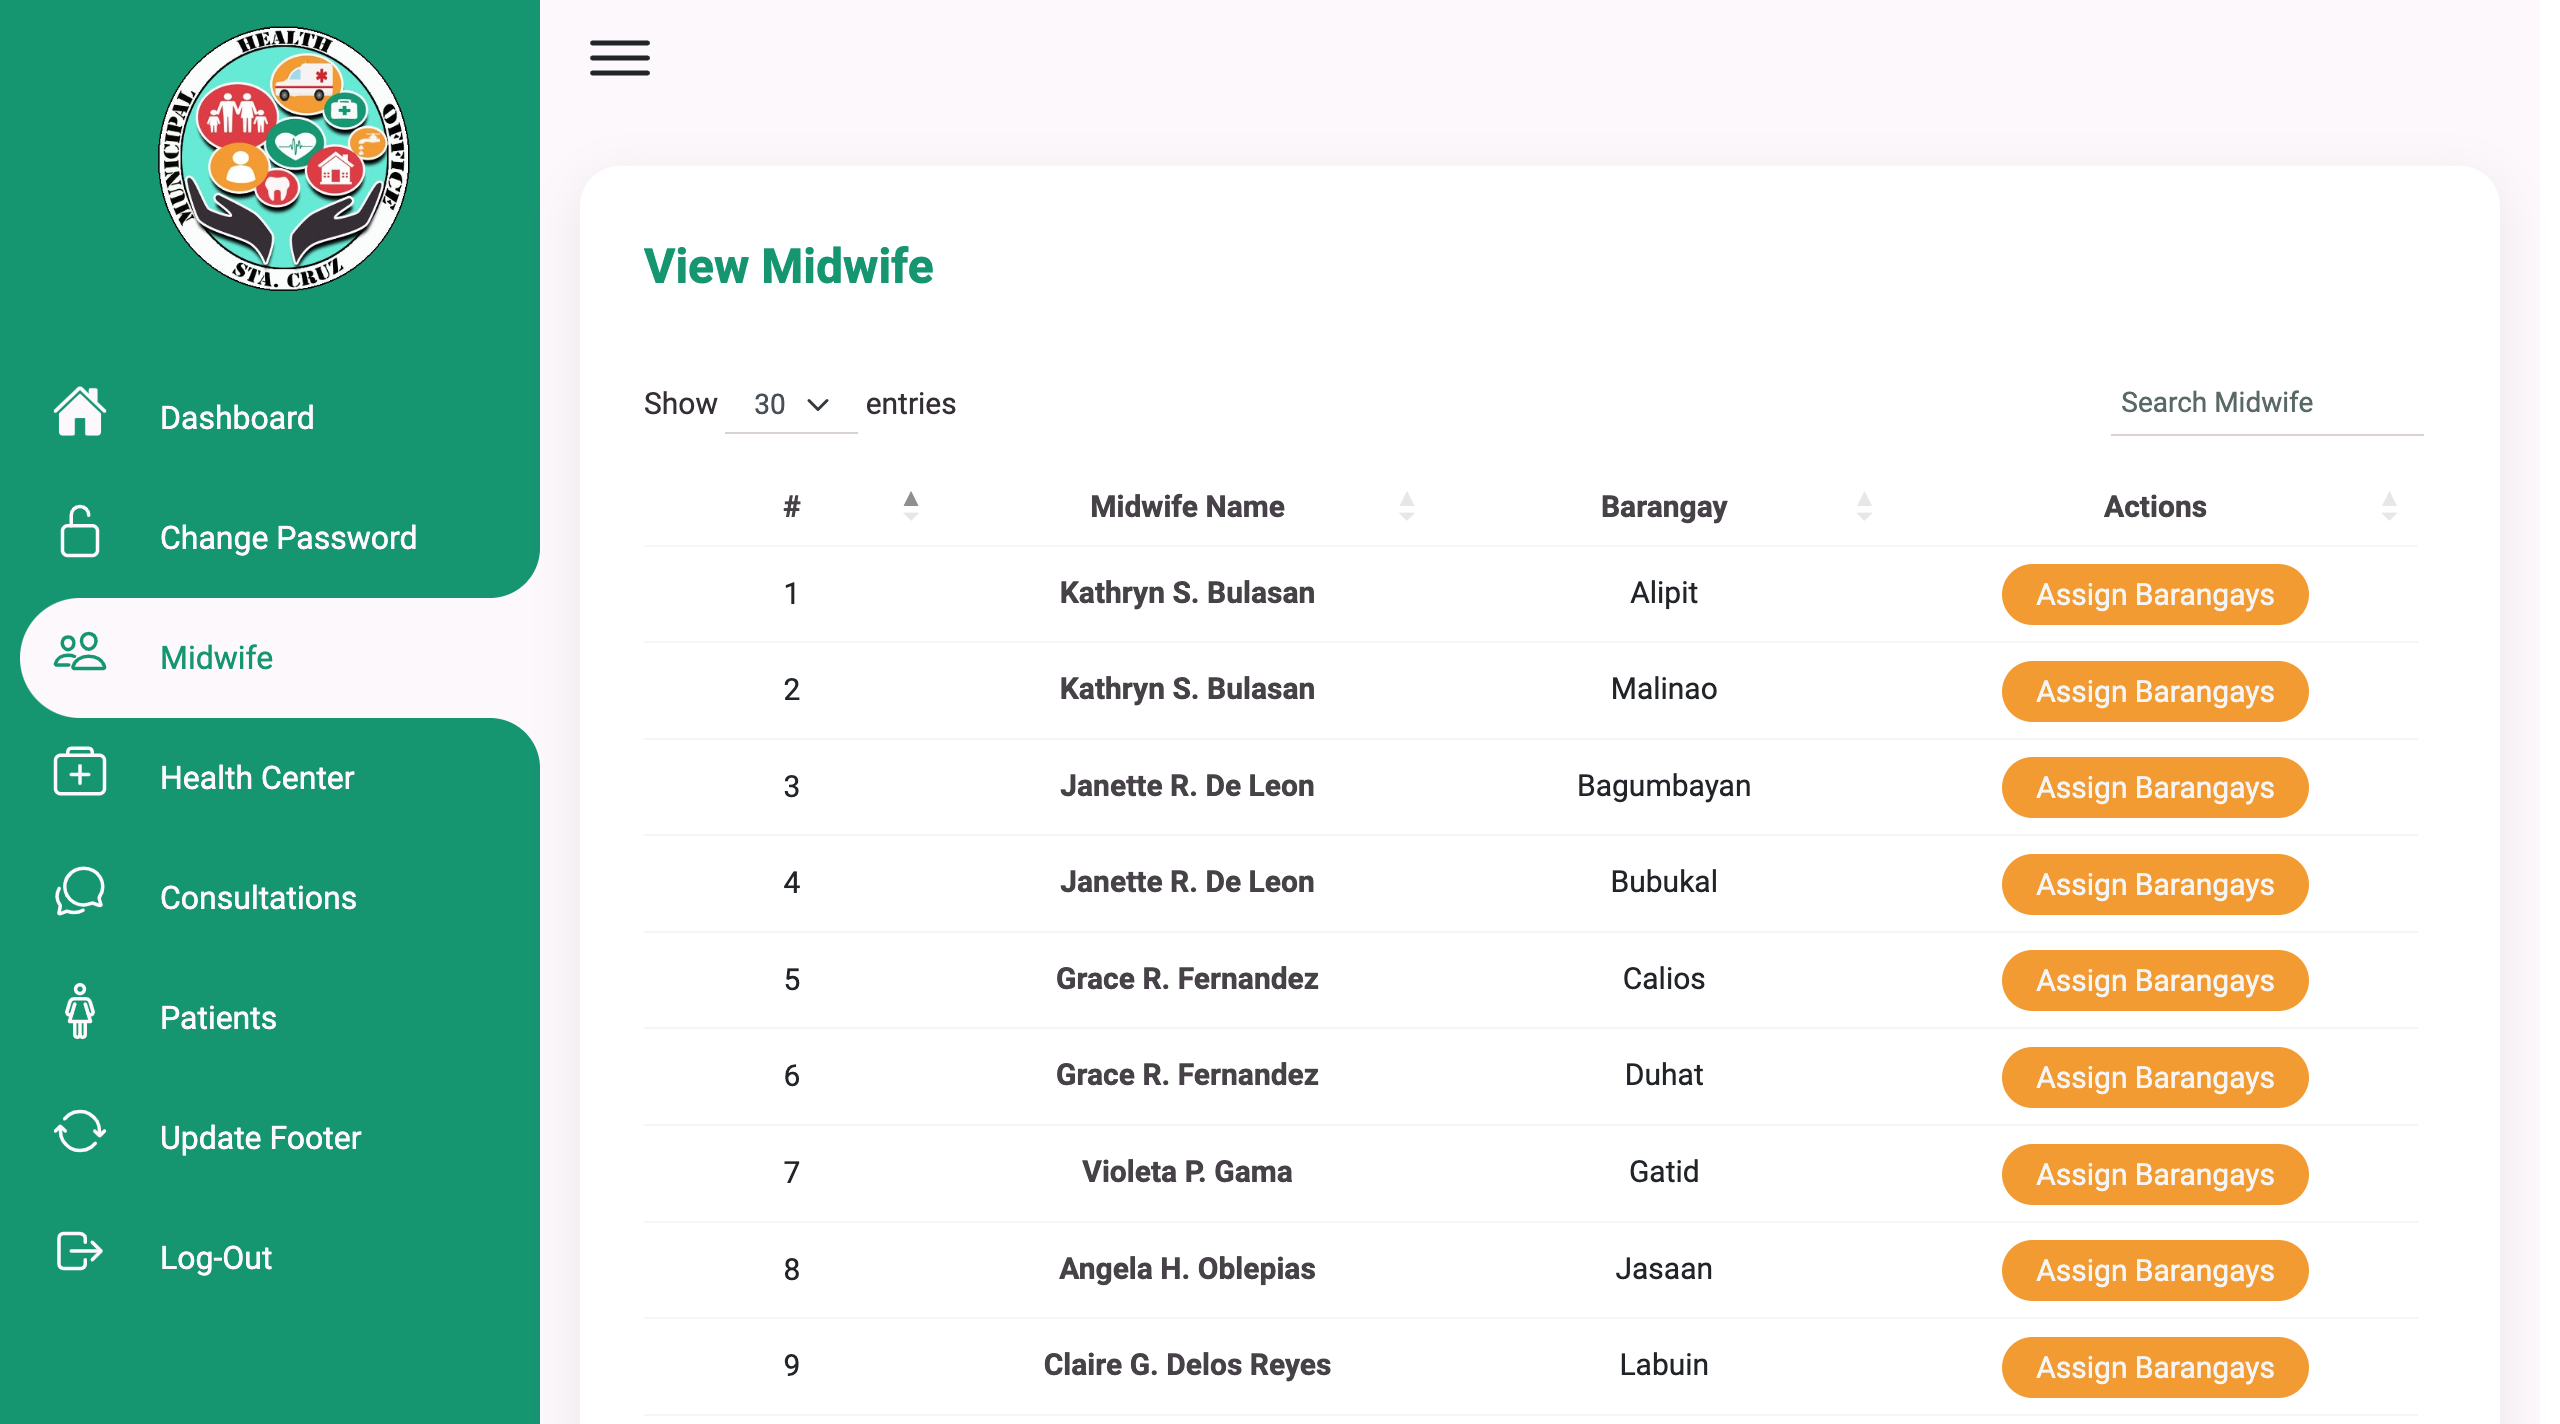 MUNICIPAL HEALTH OFFICE
STA. CRUZ
Dashboard
Change Password
Midwife
Health Center
Consultations
Patients
Update Footer
Log-Out
View Midwife
Show 30 entries
Search Midwife
# Midwife Name Barangay Actions
1 Kathryn S. Bulasan Alipit Assign Barangays
2 Kathryn S. Bulasan Malinao Assign Barangays
3 Janette R. De Leon Bagumbayan Assign Barangays
4 Janette R. De Leon Bubukal Assign Barangays
5 Grace R. Fernandez Calios Assign Barangays
6 Grace R. Fernandez Duhat Assign Barangays
7 Violeta P. Gama Gatid Assign Barangays
8 Angela H. Oblepias Jasaan Assign Barangays
9 Claire G. Delos Reyes Labuin Assign Barangays